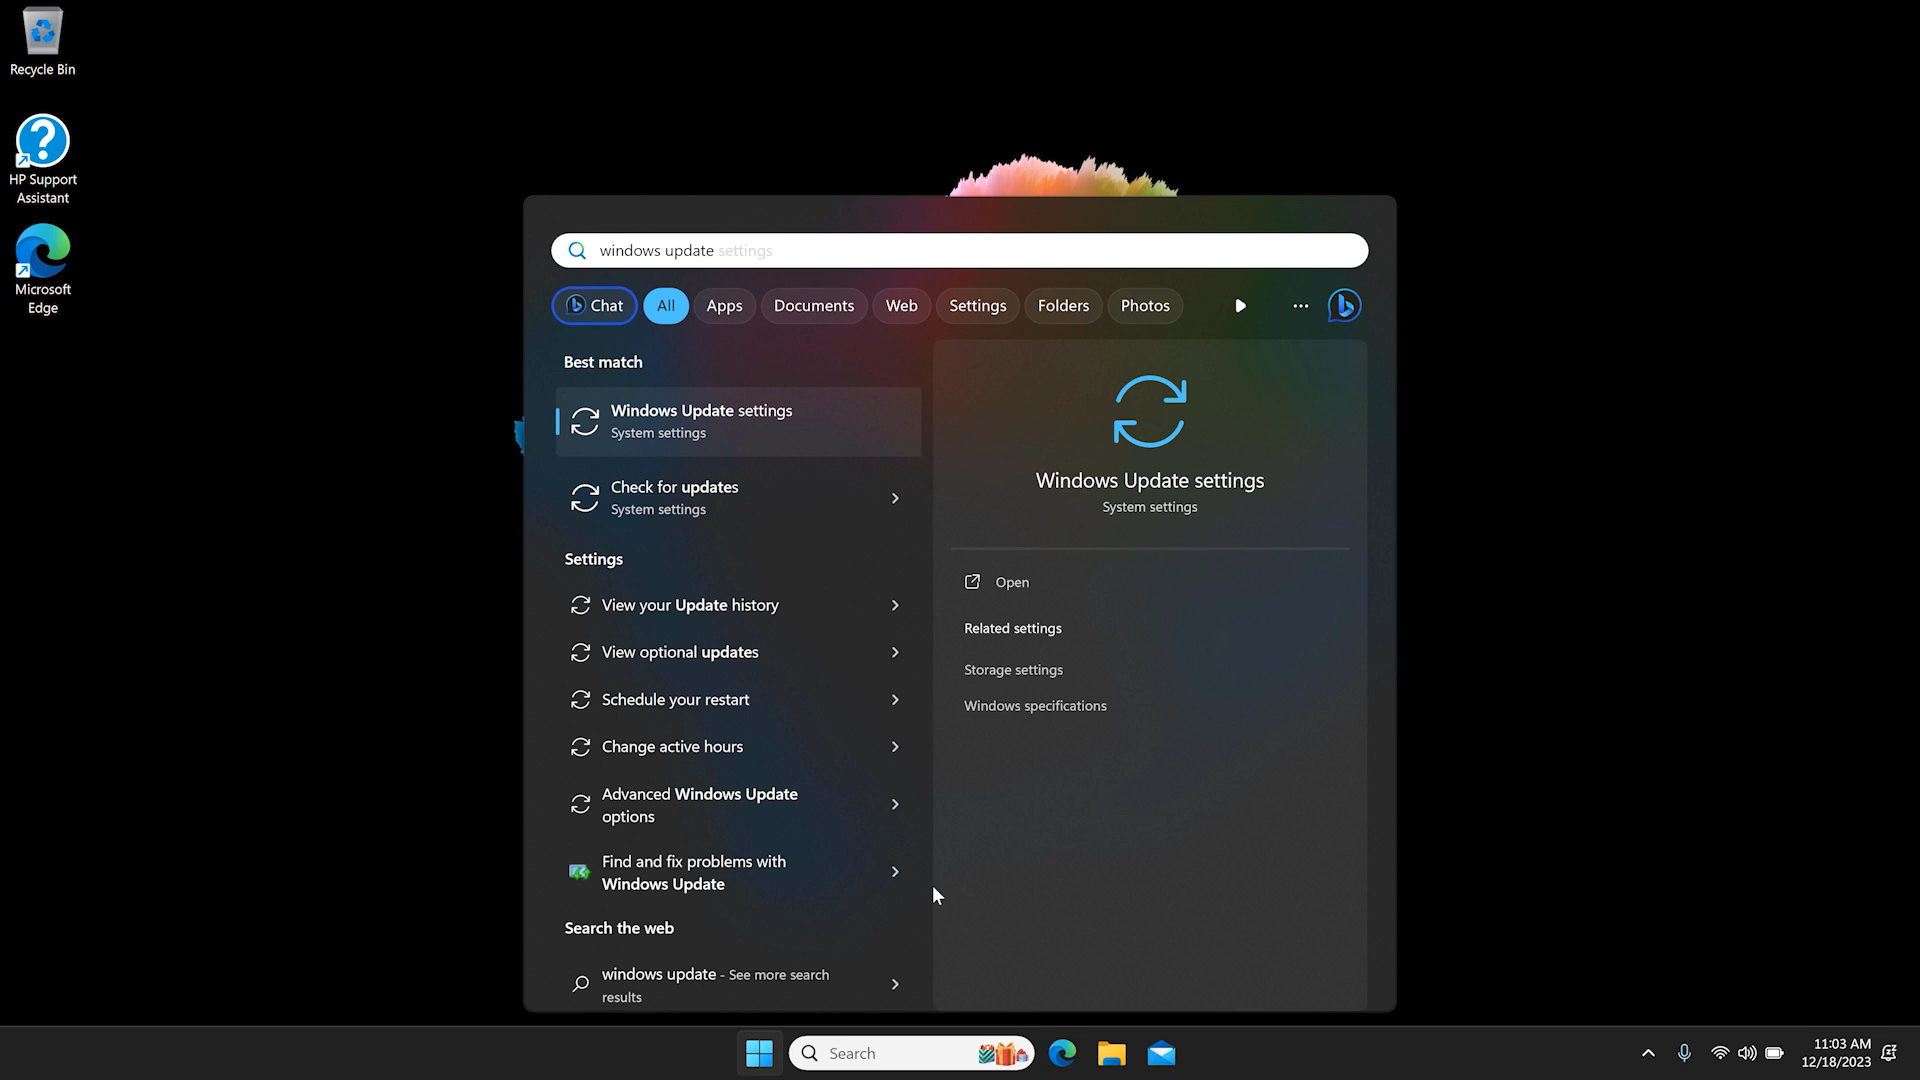 Recycle Bin
HP Support
Assistant
Microsoft
Edge
windows update settings
Chat
All
Apps
Documents
Web
Settings
Folders
Photos
Best match
Windows Update settings
System settings
Check for updates
System settings
Settings
View your Update history
View optional updates
Schedule your restart
Change active hours
Advanced Windows Update
options
Find and fix problems with
Windows Update
Search the web
windows update - See more search
results
Windows Update settings
System settings
Open
Related settings
Storage settings
Windows specifications
Search
11:03 AM
12/18/2023